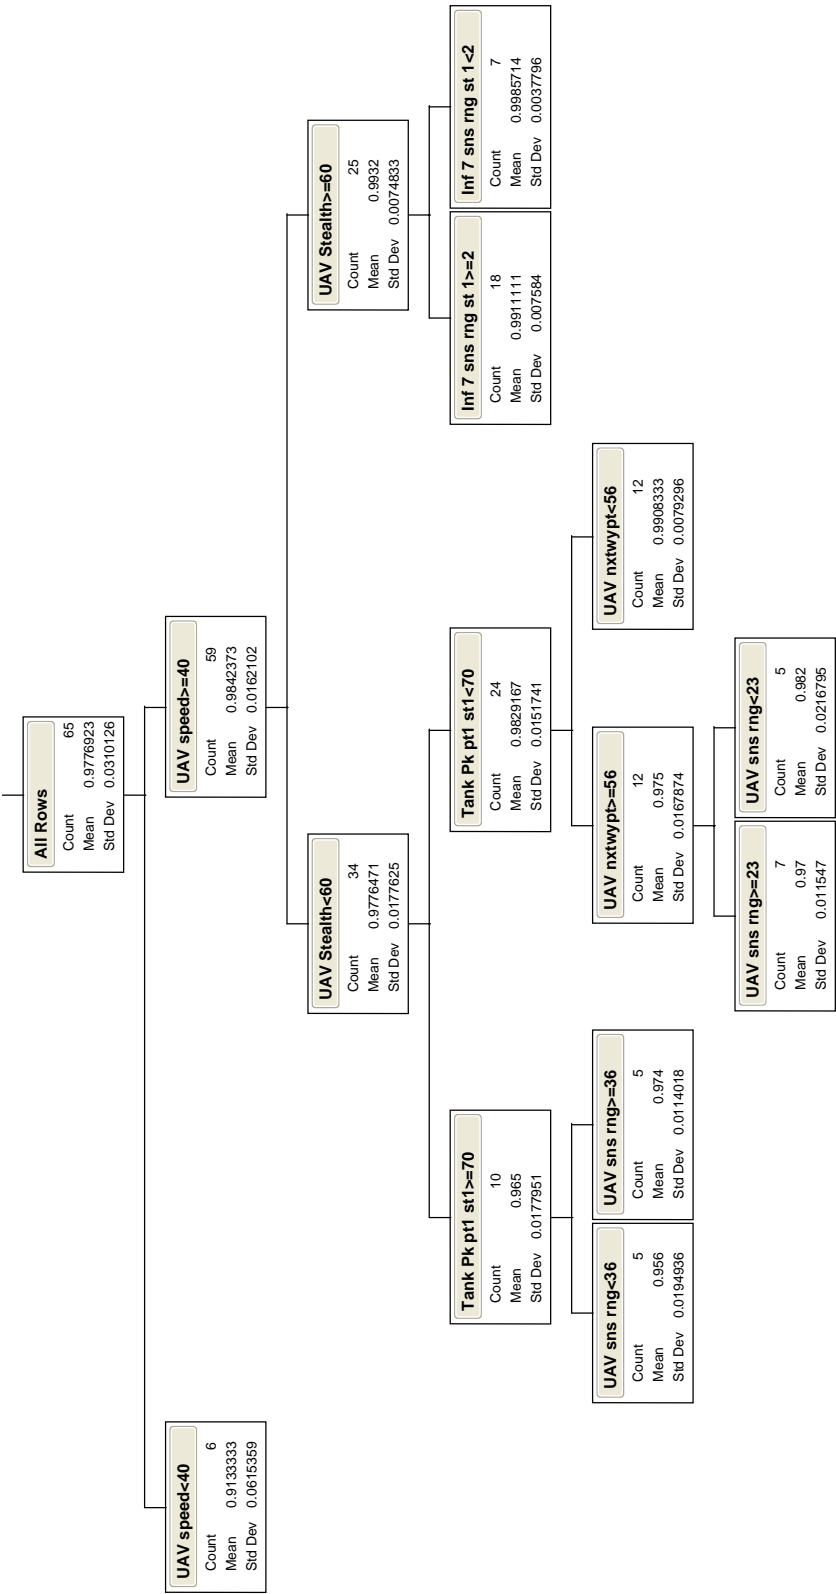 All Rows
Count 65
Mean 0.9776923
Std Dev 0.0310126
UAV speed<40
Count 6
Mean 0.9133333
Std Dev 0.0615359
UAV speed>=40
Count 59
Mean 0.9842373
Std Dev 0.0162102
UAV Stealth<60
Count 34
Mean 0.9776471
Std Dev 0.0177625
UAV Stealth>=60
Count 25
Mean 0.9932
Std Dev 0.0074833
Tank Pk pt1 st1>=70
Count 10
Mean 0.965
Std Dev 0.0177951
Tank Pk pt1 st1<70
Count 24
Mean 0.9829167
Std Dev 0.0151741
Inf 7 sns rng st 1>=2
Count 18
Mean 0.9911111
Std Dev 0.007584
Inf 7 sns rng st 1<2
Count 7
Mean 0.9985714
Std Dev 0.0037796
UAV sns rng<36
Count 5
Mean 0.956
Std Dev 0.0194936
UAV sns rng>=36
Count 5
Mean 0.974
Std Dev 0.0114018
UAV nxtwypt>=56
Count 12
Mean 0.975
Std Dev 0.0167874
UAV nxtwypt<56
Count 12
Mean 0.9908333
Std Dev 0.0079296
UAV sns rng>=23
Count 7
Mean 0.97
Std Dev 0.011547
UAV sns rng<23
Count 5
Mean 0.982
Std Dev 0.0216795